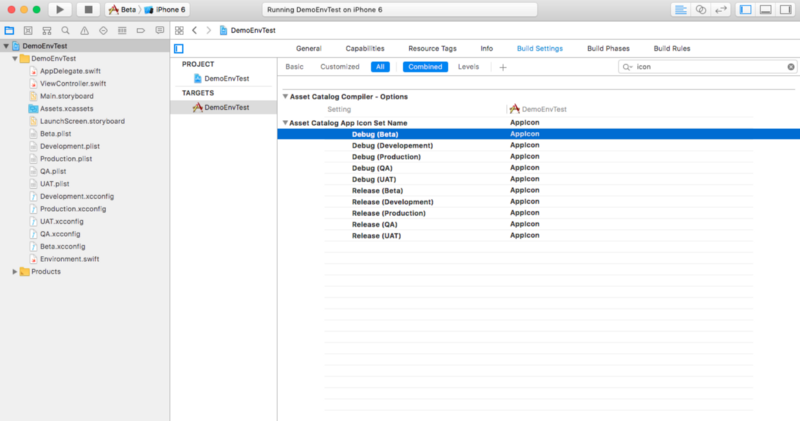 Beta iPhone 6 Running DemoEnvTest on iPhone 6
DemoEnvTest
DemoEnvTest
General Capabilities Resource Tags Info Build Settings Build Phases Build Rules
PROJECT
DemoEnvTest
TARGETS
DemoEnvTest
Basic Customized All Combined Levels + icon
DemoEnvTest
AppDelegate.swift
ViewController.swift
Main.storyboard
Assets.xcassets
LaunchScreen.storyboard
Beta.plist
Development.plist
Production.plist
QA.plist
UAT.plist
Development.xcconfig
Production.xcconfig
UAT.xcconfig
QA.xcconfig
Beta.xcconfig
Environment.swift
Products
Asset Catalog Compiler - Options
Setting DemoEnvTest
Asset Catalog App Icon Set Name AppIcon
Debug (Beta) AppIcon
Debug (Developement) AppIcon
Debug (Production) AppIcon
Debug (QA) AppIcon
Debug (UAT) AppIcon
Release (Beta) AppIcon
Release (Development) AppIcon
Release (Production) AppIcon
Release (QA) AppIcon
Release (UAT) AppIcon